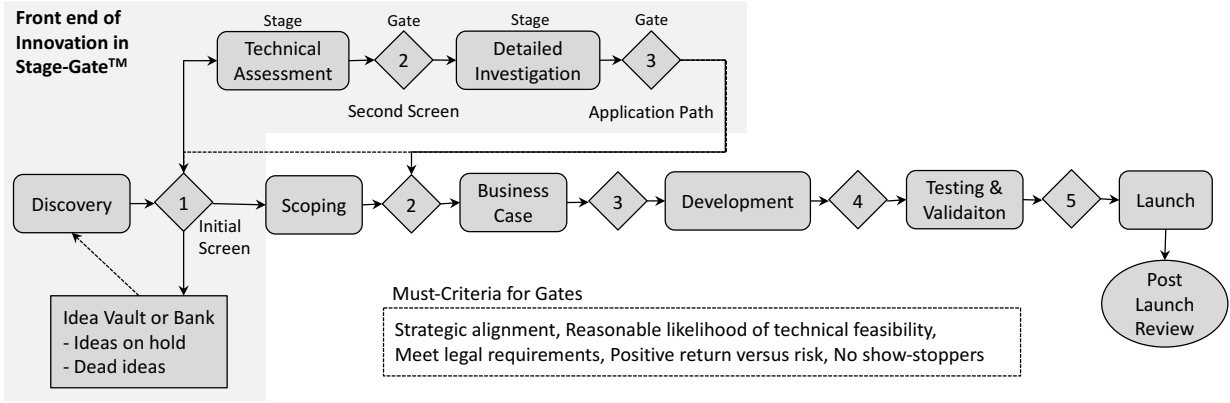 Front end of
Innovation in
Stage-Gate™
Stage
Gate
Stage
Gate
Technical
Assessment
2
Detailed
Investigation
3
Second Screen
Application Path
Discovery
1
Initial
Screen
Scoping
2
Business
Case
3
Development
4
Testing &
Validaiton
5
Launch
Post
Launch
Review
Idea Vault or Bank
- Ideas on hold
- Dead ideas
Must-Criteria for Gates
Strategic alignment, Reasonable likelihood of technical feasibility,
Meet legal requirements, Positive return versus risk, No show-stoppers